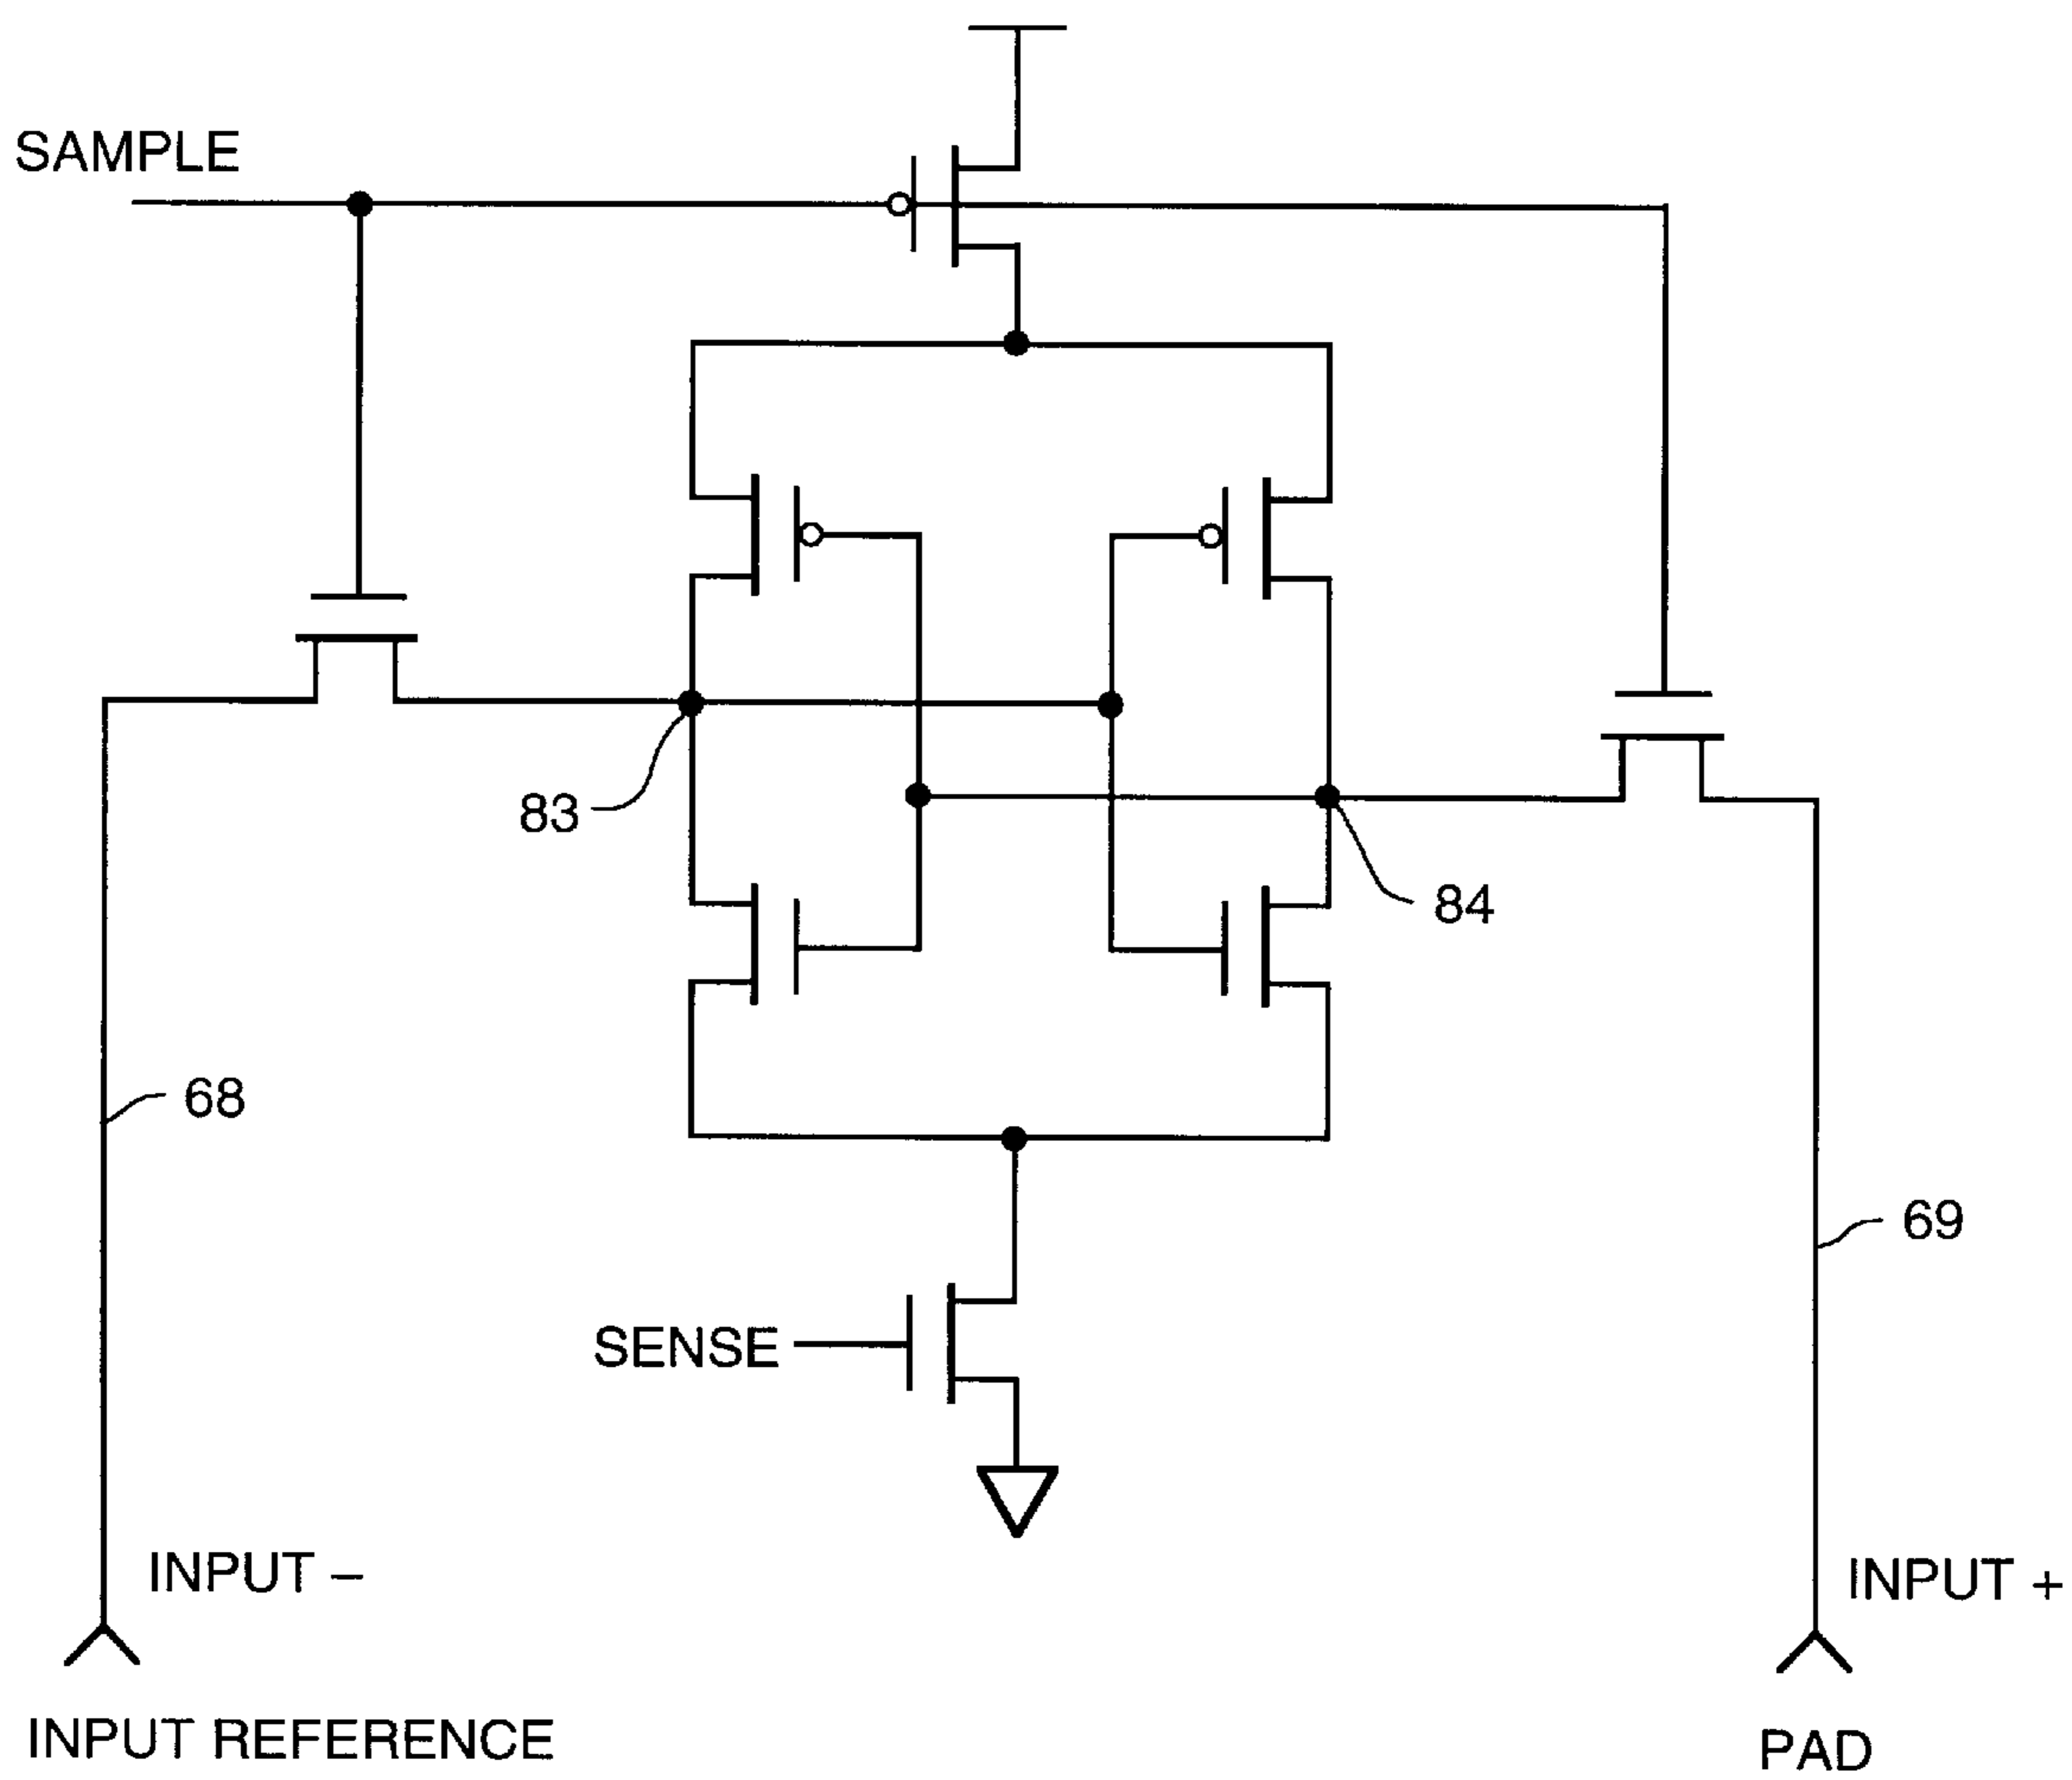 SAMPLE
83
84
68
69
SENSE
INPUT –
INPUT +
INPUT REFERENCE
PAD